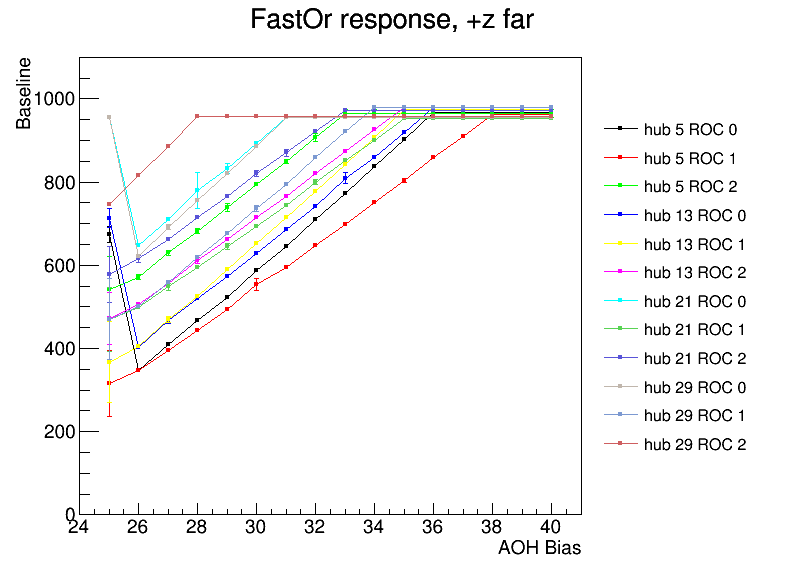 FastOr response, +z far
Baseline
1000
800
600
400
200
0
24 26 28 30 32 34 36 38 40
AOH Bias
hub 5 ROC 0
hub 5 ROC 1
hub 5 ROC 2
hub 13 ROC 0
hub 13 ROC 1
hub 13 ROC 2
hub 21 ROC 0
hub 21 ROC 1
hub 21 ROC 2
hub 29 ROC 0
hub 29 ROC 1
hub 29 ROC 2